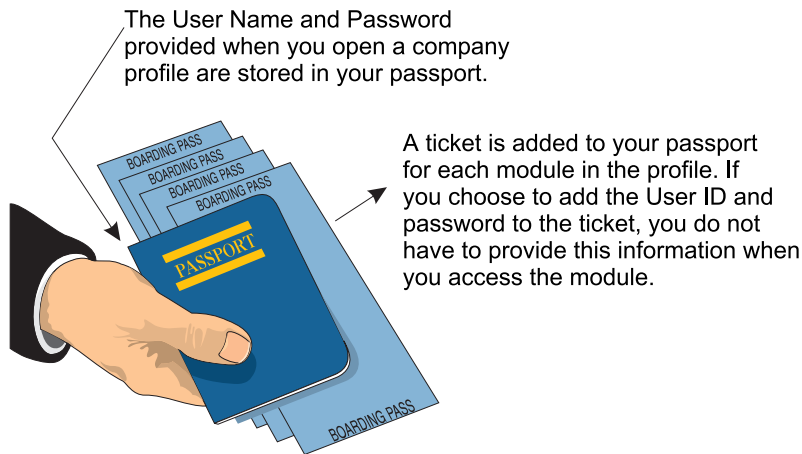 The User Name and Password
provided when you open a company
profile are stored in your passport.
BOARDING PASS
BOARDING PASS
BOARDING PASS
BOARDING PASS
A ticket is added to your passport
for each module in the profile. If
you choose to add the User ID and
password to the ticket, you do not
have to provide this information when
you access the module.
PASSPORT
BOARDING PASS